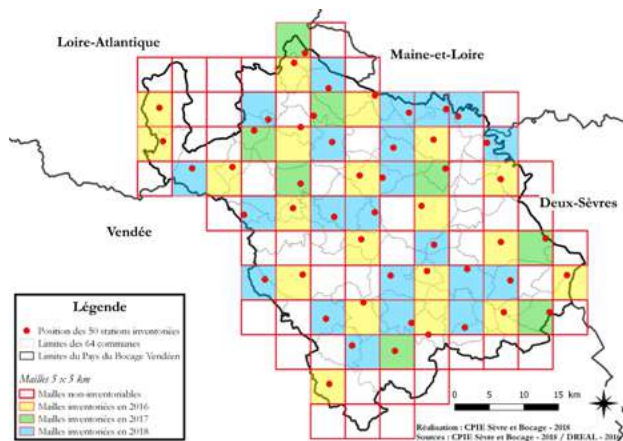 Loire-Atlantique
Maine-et-Loire
Deux-Sèvres
Vendée
Légende
Position des 50 stations inventoriées
Limites des 64 communes
Limites du Pays du Bocage Vendéen
Mailles 5 x 5 km
Mailles non-inventoriables
Mailles inventoriées en 2016
Mailles inventoriées en 2017
Mailles inventoriées en 2018
0 5 10 15 km
Réalisation : CPIE Sèvre et Bocage - 2018
Sources : CPIE Sèvre et Bocage - 2018 / DREAL -